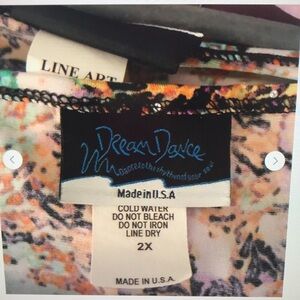 LINE ART
Dream Dance
Made in U.S.A
COLD WATER
DO NOT BLEACH
DO NOT IRON
LINE DRY
2X
MADE IN U.S.A.